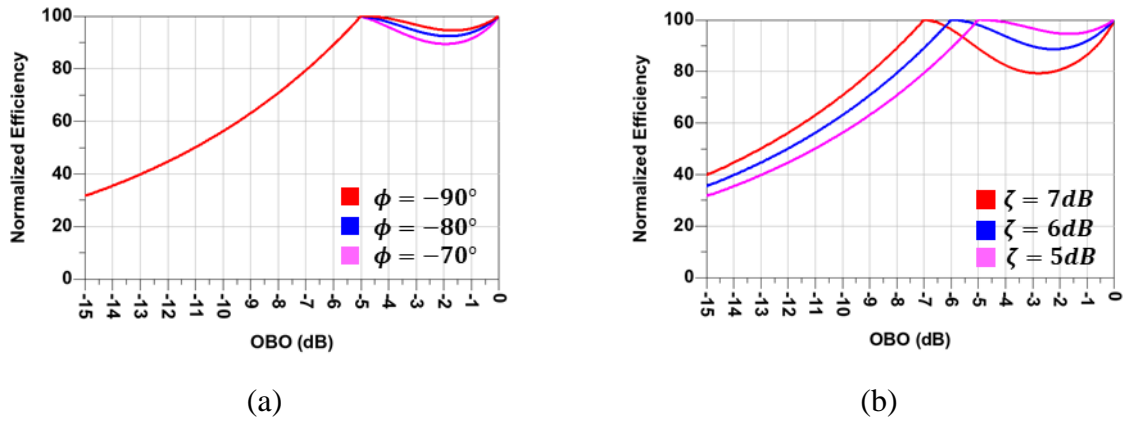 100
80
60
40
20
0
Normalized Efficiency
ϕ = −90°
ϕ = −80°
ϕ = −70°
-15 -14 -13 -12 -11 -10 -9 -8 -7 -6 -5 -4 -3 -2 -1 0
OBO (dB)
(a)
100
80
60
40
20
0
Normalized Efficiency
ζ = 7dB
ζ = 6dB
ζ = 5dB
-15 -14 -13 -12 -11 -10 -9 -8 -7 -6 -5 -4 -3 -2 -1 0
OBO (dB)
(b)